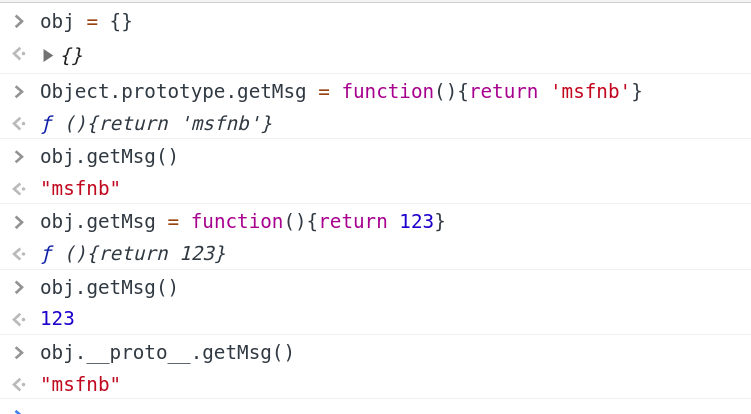 obj = {}
{}
Object.prototype.getMsg = function(){return 'msfnb'}
ƒ (){return 'msfnb'}
obj.getMsg()
"msfnb"
obj.getMsg = function(){return 123}
ƒ (){return 123}
obj.getMsg()
123
obj.__proto__.getMsg()
"msfnb"